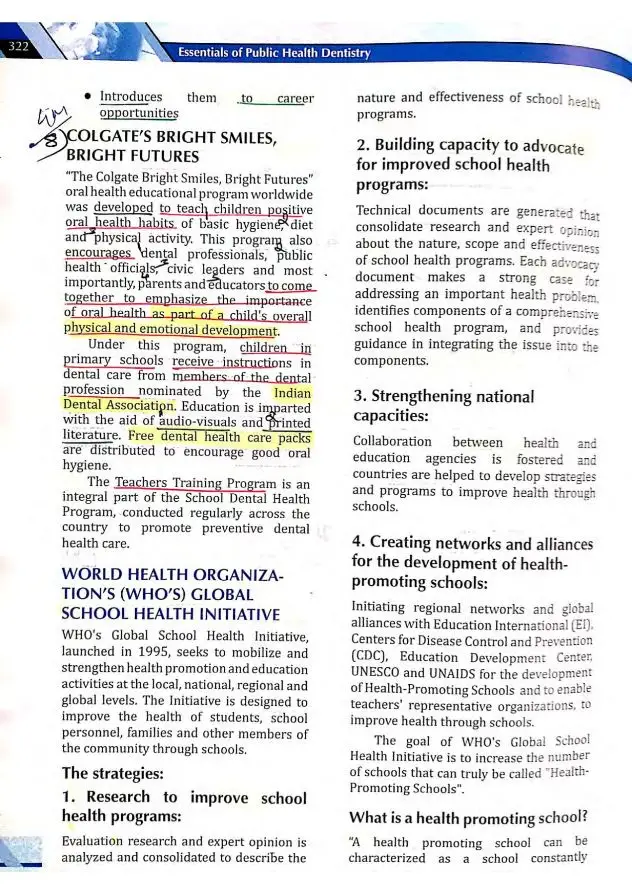 322
Essentials of Public Health Dentistry
• Introduces them to career
opportunities
8) COLGATE'S BRIGHT SMILES,
BRIGHT FUTURES
"The Colgate Bright Smiles, Bright Futures"
oral health educational program worldwide
was developed to teach children positive
oral health habits of basic hygiene, diet
and physical activity. This program also
encourages dental professionals, public
health officials, civic leaders and most
importantly, parents and educators to come
together to emphasize the importance
of oral health as part of a child's overall
physical and emotional development.
Under this program, children in
primary schools receive instructions in
dental care from members of the dental
profession nominated by the Indian
Dental Association. Education is imparted
with the aid of audio-visuals and printed
literature. Free dental health care packs
are distributed to encourage good oral
hygiene.
The Teachers Training Program is an
integral part of the School Dental Health
Program, conducted regularly across the
country to promote preventive dental
health care.
WORLD HEALTH ORGANIZA-
TION'S (WHO'S) GLOBAL
SCHOOL HEALTH INITIATIVE
WHO's Global School Health Initiative,
launched in 1995, seeks to mobilize and
strengthen health promotion and education
activities at the local, national, regional and
global levels. The Initiative is designed to
improve the health of students, school
personnel, families and other members of
the community through schools.
The strategies:
1. Research to improve school
health programs:
Evaluation research and expert opinion is
analyzed and consolidated to describe the
nature and effectiveness of school health
programs.
2. Building capacity to advocate
for improved school health
programs:
Technical documents are generated that
consolidate research and expert opinion
about the nature, scope and effectiveness
of school health programs. Each advocacy
document makes a strong case for
addressing an important health problem,
identifies components of a comprehensive
school health program, and provides
guidance in integrating the issue into the
components.
3. Strengthening national
capacities:
Collaboration between health and
education agencies is fostered and
countries are helped to develop strategies
and programs to improve health through
schools.
4. Creating networks and alliances
for the development of health-
promoting schools:
Initiating regional networks and global
alliances with Education International (EI),
Centers for Disease Control and Prevention
(CDC), Education Development Center,
UNESCO and UNAIDS for the development
of Health-Promoting Schools and to enable
teachers' representative organizations, to
improve health through schools.
The goal of WHO's Global School
Health Initiative is to increase the number
of schools that can truly be called "Health-
Promoting Schools".
What is a health promoting school?
"A health promoting school can be
characterized as a school constantly